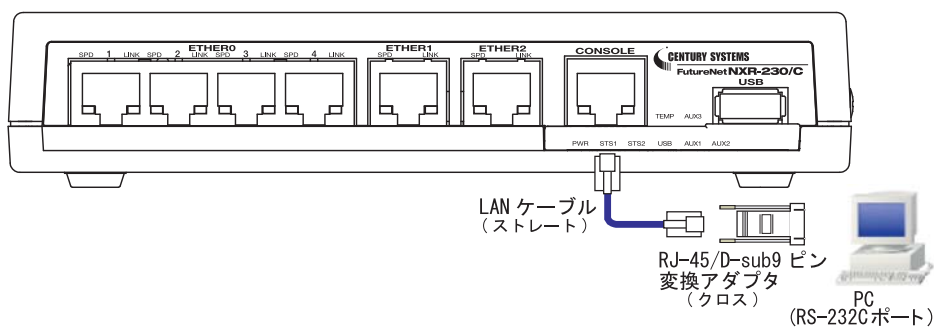 ETHER0 ETHER1 ETHER2 CONSOLE
SPD 1 LINK SPD 2 LINK SPD 3 LINK SPD 4 LINK SPD LINK SPD LINK
CENTURY SYSTEMS
FutureNet NXR-230/C
USB
TEMP AUX3
PWR STS1 STS2 USB AUX1 AUX2
LAN ケーブル
(ストレート)
RJ-45/D-sub9 ピン
変換アダプタ
(クロス)
PC
(RS-232Cポート)